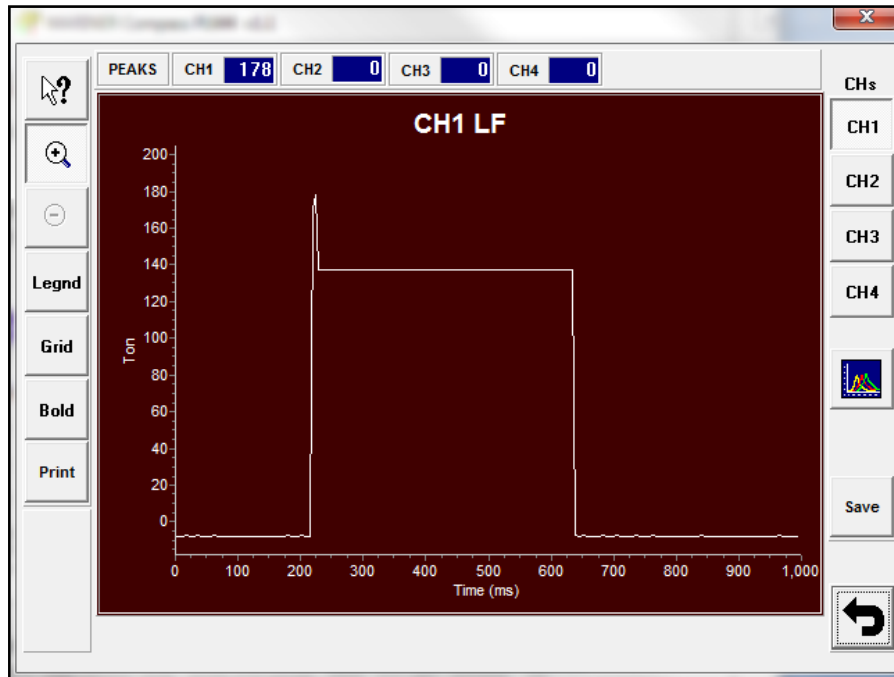 PEAKS CH1 178 CH2 0 CH3 0 CH4 0
CHs
CH1
CH2
CH3
CH4
Save
?
Legnd
Grid
Bold
Print
CH1 LF
200
180
160
140
120
100
80
60
40
20
0
Ton
0 100 200 300 400 500 600 700 800 900 1,000
Time (ms)